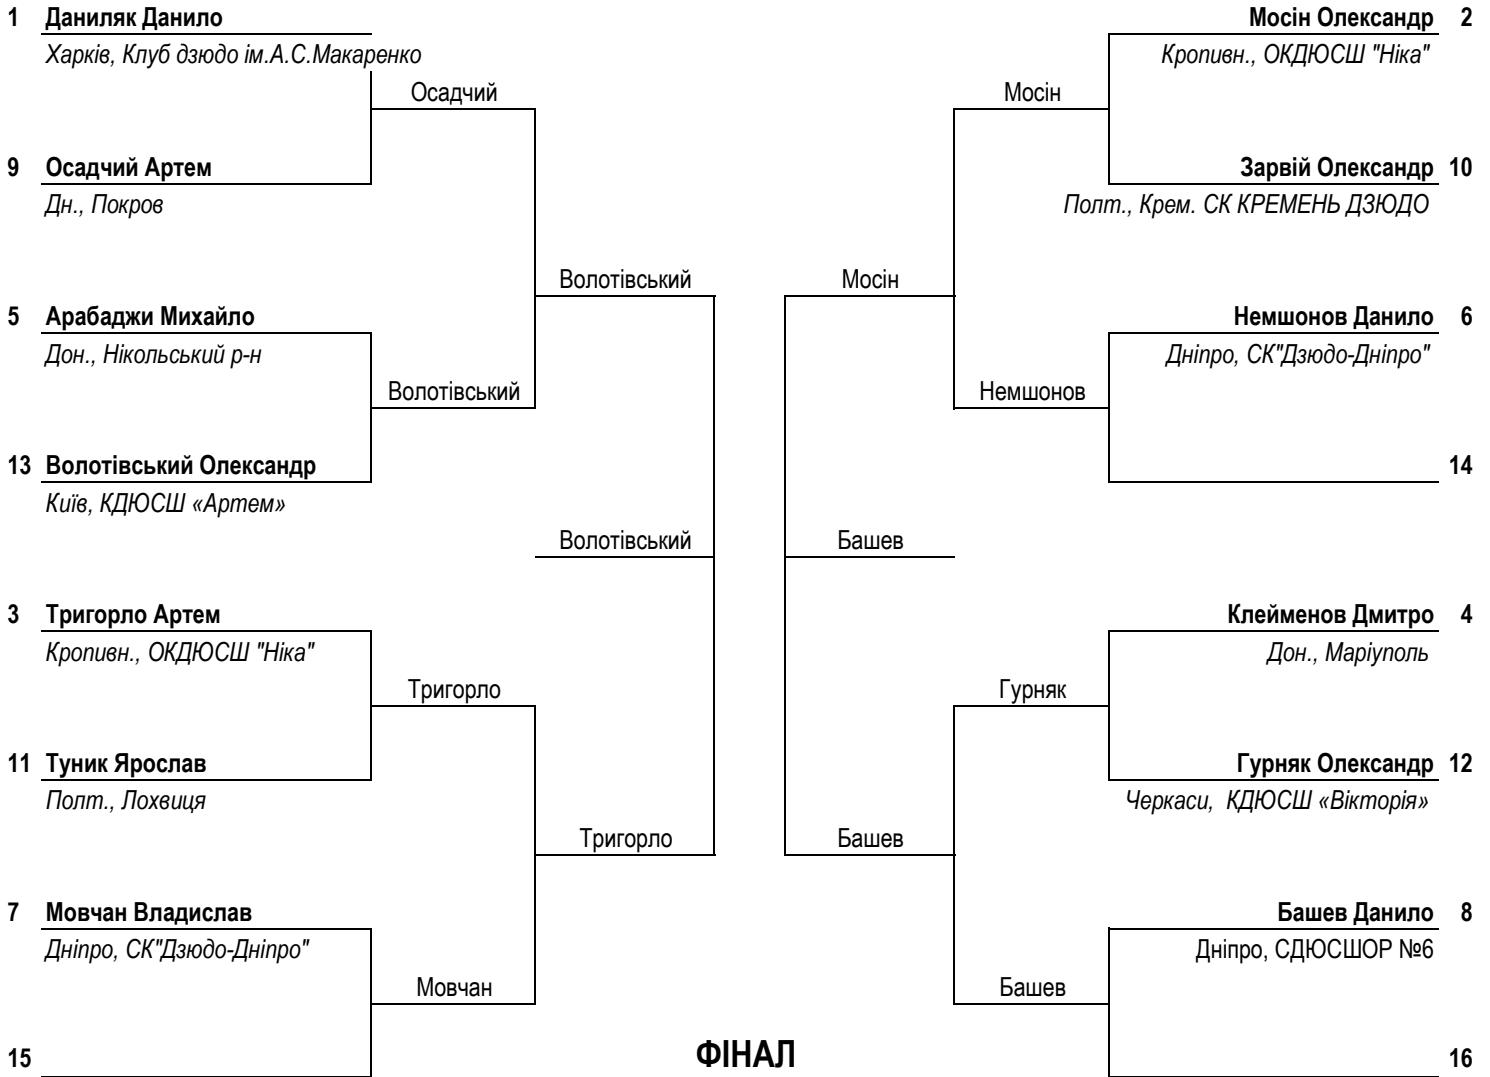 1 Даниляк Данило Мосін Олександр 2
Харків, Клуб дзюдо ім.А.С.Макаренко Кропивн., ОКДЮСШ "Ніка"
Осадчий Мосін
9 Осадчий Артем Зарвій Олександр 10
Дн., Покров Полт., Крем. СК КРЕМЕНЬ ДЗЮДО
Волотівський Мосін
5 Арабаджи Михайло Немшонов Данило 6
Дон., Нікольський р-н Дніпро, СК"Дзюдо-Дніпро"
Волотівський Немшонов
13 Волотівський Олександр 14
Київ, КДЮСШ «Артем»
Волотівський Башев
3 Тригорло Артем Клейменов Дмитро 4
Кропивн., ОКДЮСШ "Ніка" Дон., Маріуполь
Тригорло Гурняк
11 Туник Ярослав Гурняк Олександр 12
Полт., Лохвиця Черкаси, КДЮСШ «Вікторія»
Тригорло Башев
7 Мовчан Владислав Башев Данило 8
Дніпро, СК"Дзюдо-Дніпро" Дніпро, СДЮСШОР №6
Мовчан Башев
15 ФІНАЛ 16